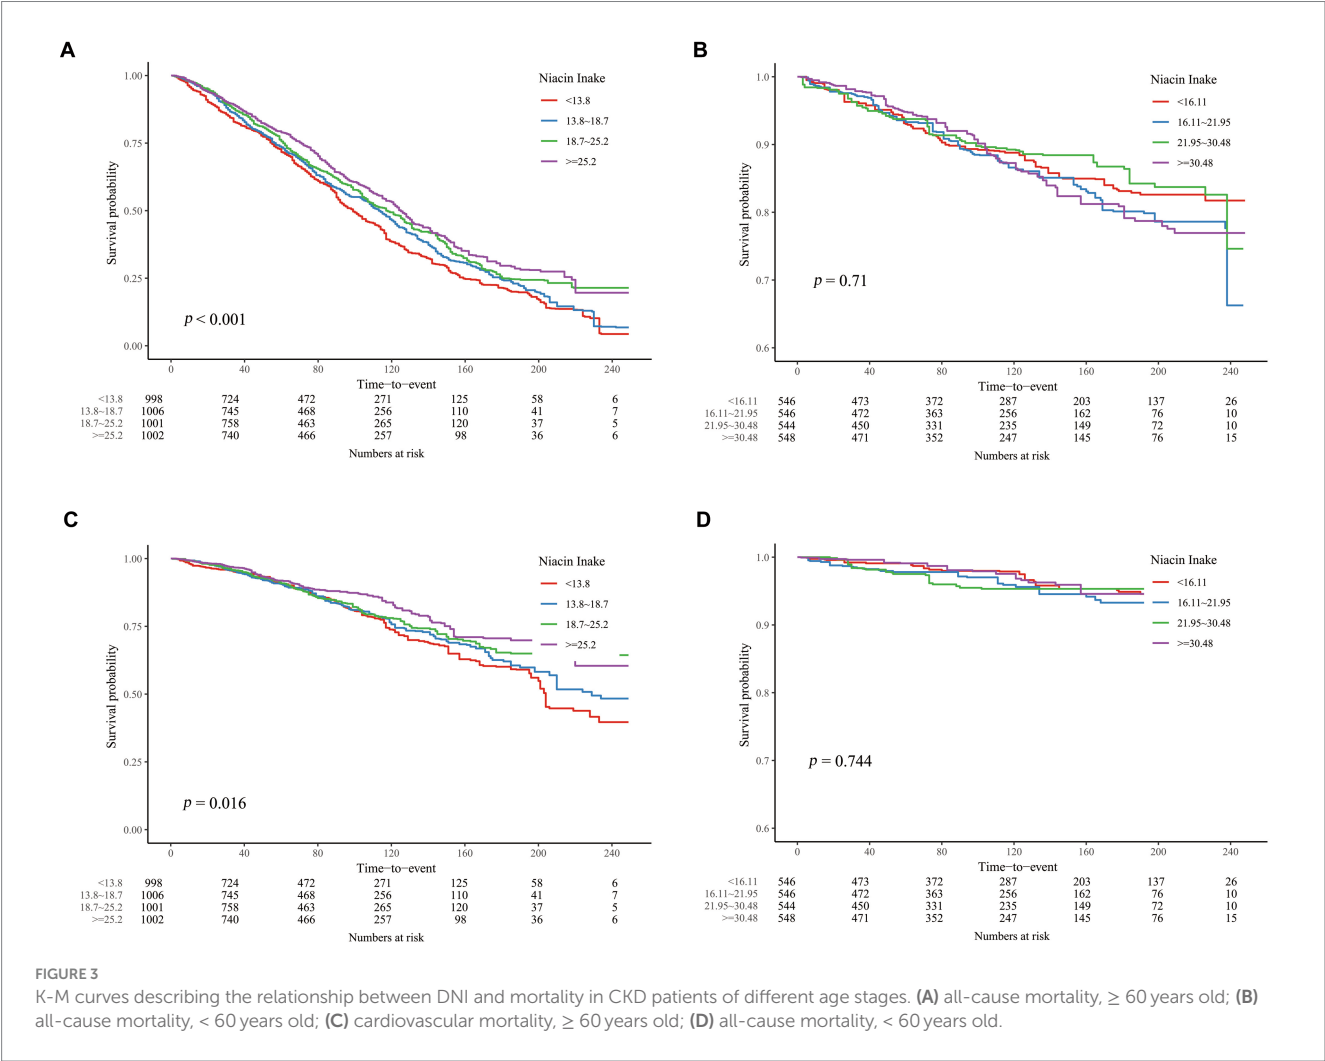 A
Niacin Inake
<13.8
13.8~18.7
18.7~25.2
>=25.2
Survival probability
1.00
0.75
0.50
0.25
0.00
p < 0.001
0 40 80 120 160 200 240
Time−to−event
<13.8 998 724 472 271 125 58 6
13.8~18.7 1006 745 468 256 110 41 7
18.7~25.2 1001 758 463 265 120 37 5
>=25.2 1002 740 466 257 98 36 6
Numbers at risk
B
Niacin Inake
<16.11
16.11~21.95
21.95~30.48
>=30.48
Survival probability
1.0
0.9
0.8
0.7
0.6
p = 0.71
0 40 80 120 160 200 240
Time−to−event
<16.11 546 473 372 287 203 137 26
16.11~21.95 546 472 363 256 162 76 10
21.95~30.48 544 450 331 235 149 72 10
>=30.48 548 471 352 247 145 76 15
Numbers at risk
C
Niacin Inake
<13.8
13.8~18.7
18.7~25.2
>=25.2
Survival probability
1.00
0.75
0.50
0.25
0.00
p = 0.016
0 40 80 120 160 200 240
Time−to−event
<13.8 998 724 472 271 125 58 6
13.8~18.7 1006 745 468 256 110 41 7
18.7~25.2 1001 758 463 265 120 37 5
>=25.2 1002 740 466 257 98 36 6
Numbers at risk
D
Niacin Inake
<16.11
16.11~21.95
21.95~30.48
>=30.48
Survival probability
1.0
0.9
0.8
0.7
0.6
p = 0.744
0 40 80 120 160 200 240
Time−to−event
<16.11 546 473 372 287 203 137 26
16.11~21.95 546 472 363 256 162 76 10
21.95~30.48 544 450 331 235 149 72 10
>=30.48 548 471 352 247 145 76 15
Numbers at risk
FIGURE 3
K-M curves describing the relationship between DNI and mortality in CKD patients of different age stages. (A) all-cause mortality, ≥ 60 years old; (B)
all-cause mortality, < 60 years old; (C) cardiovascular mortality, ≥ 60 years old; (D) all-cause mortality, < 60 years old.